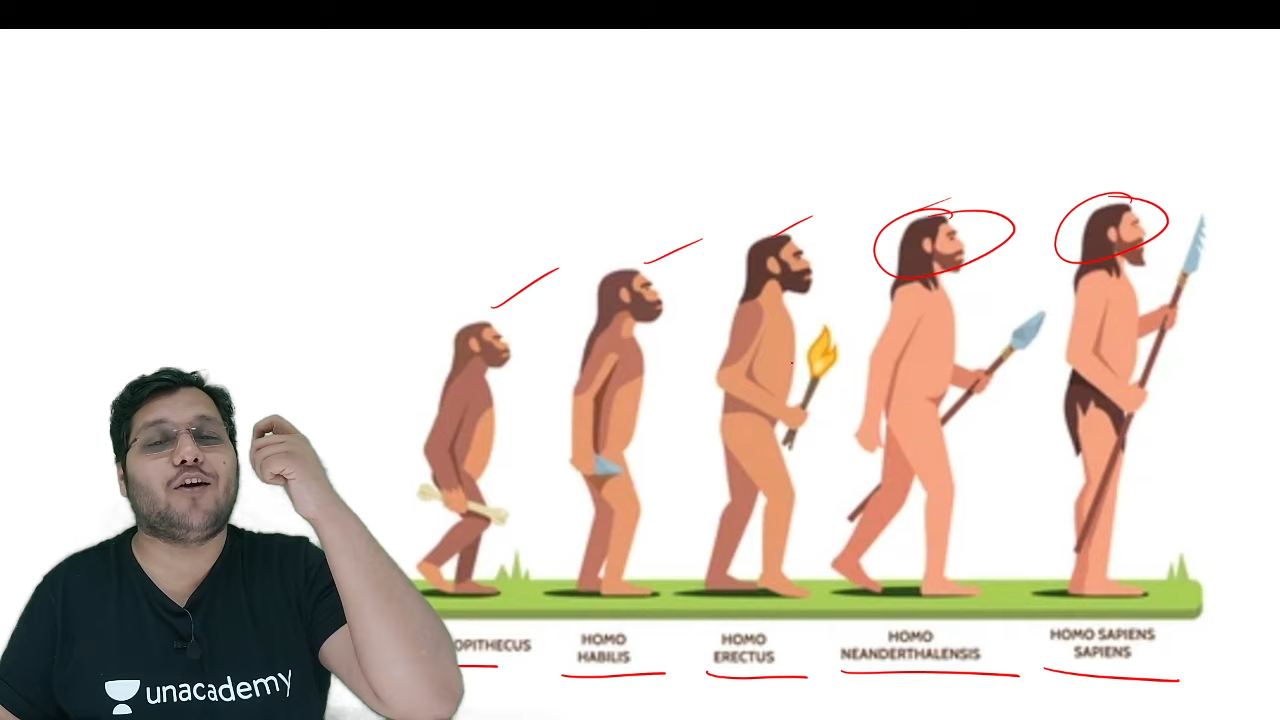 unacademy
OPITHECUS
HOMO
HABILIS
HOMO
ERECTUS
HOMO
NEANDERTHALENSIS
HOMO SAPIENS
SAPIENS